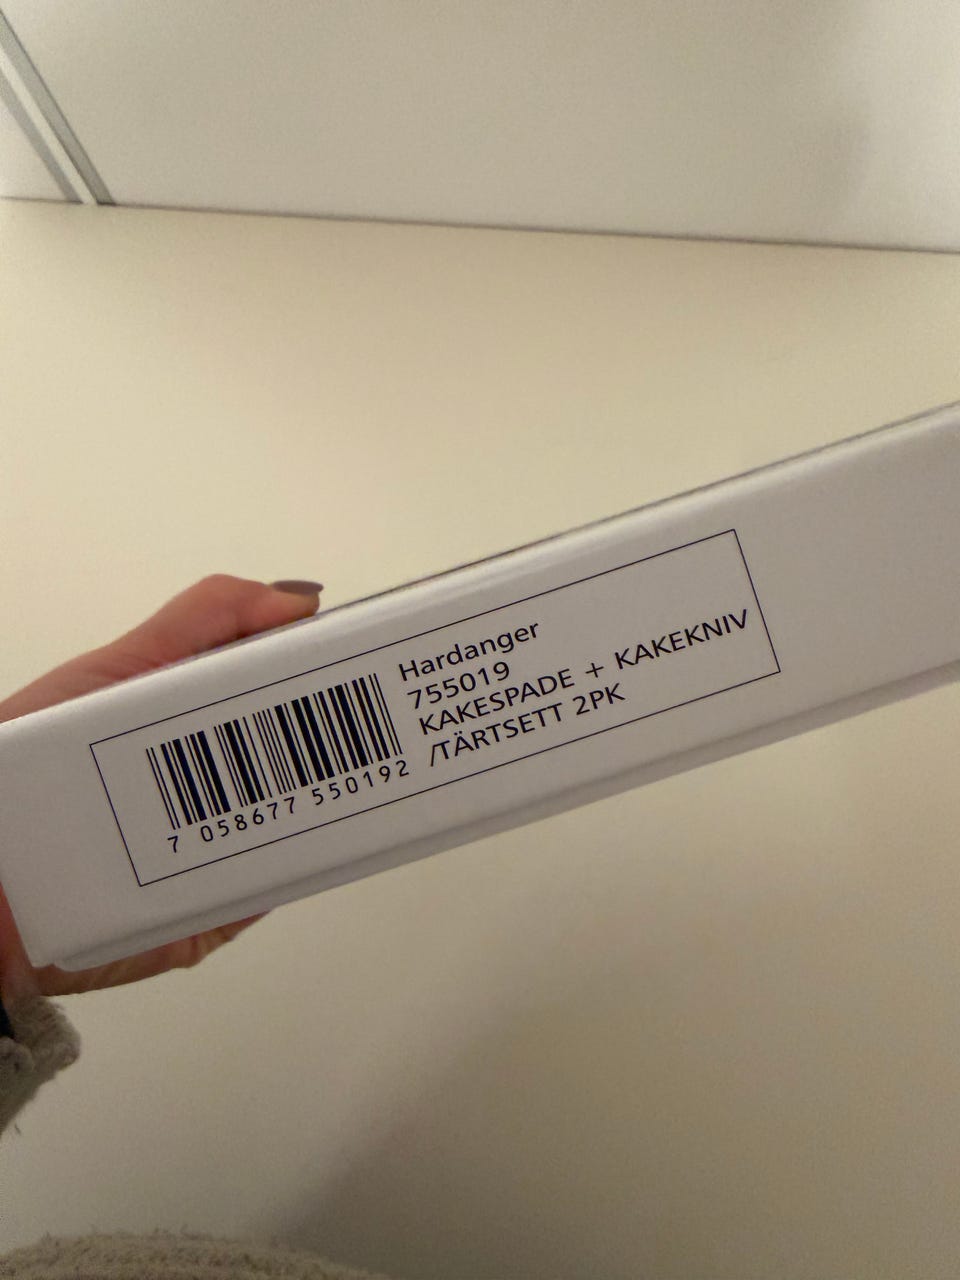 Hardanger
755019
KAKESPADE + KAKEKNIV
/TÄRTSETT 2PK
7 058677 550192